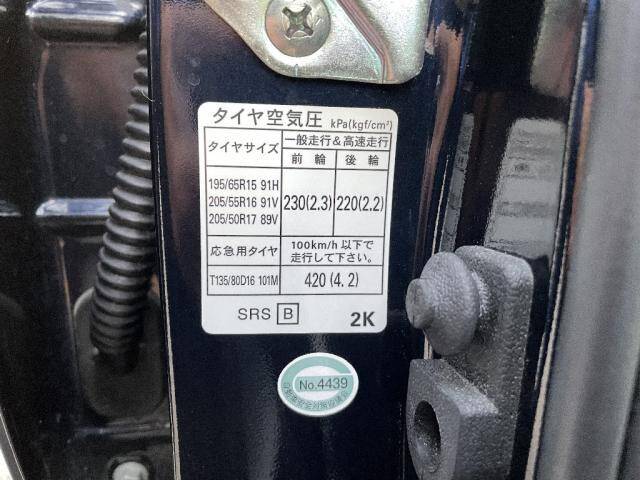 タイヤ空気圧 kPa(kgf/cm²)
タイヤサイズ 一般走行&高速走行
前輪 後輪
195/65R15 91H
205/55R16 91V 230(2.3) 220(2.2)
205/50R17 89V
応急用タイヤ 100km/h 以下で
走行して下さい。
T135/80D16 101M 420 (4.2)
SRS B 2K
No.4439